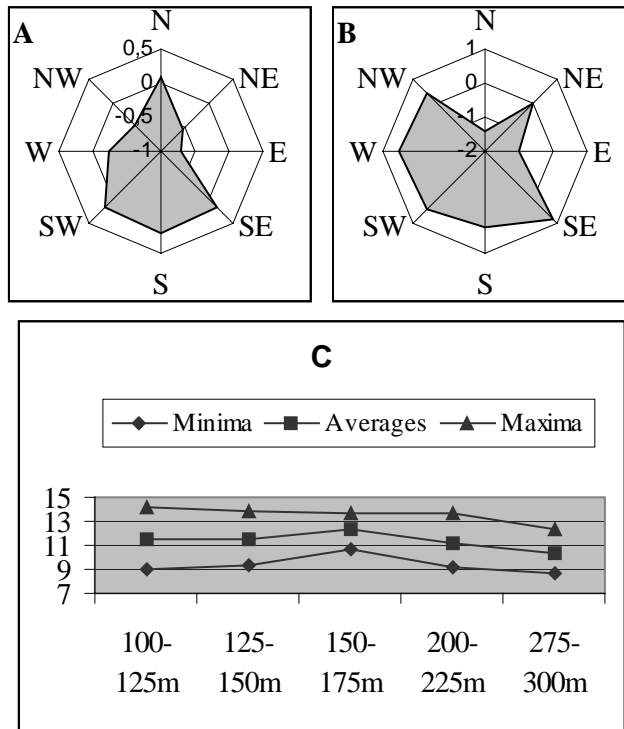 A
N
0,5
NW
NE
0
-0,5
W
-1
E
SW
SE
S
B
N
1
NW
NE
0
-1
W
-2
E
SW
SE
S
C
Minima Averages Maxima
15
13
11
9
7
100- 125- 150- 200- 275-
125m 150m 175m 225m 300m